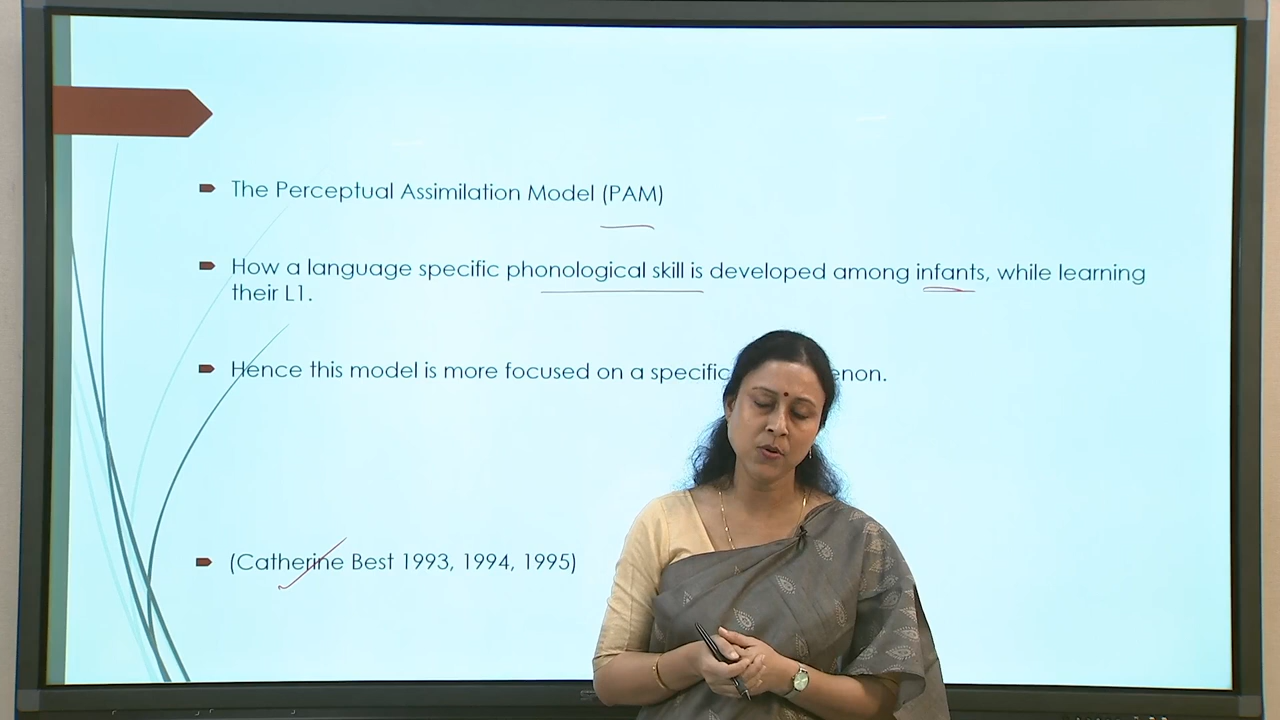 The Perceptual Assimilation Model (PAM)
How a language specific phonological skill is developed among infants, while learning
their L1.
Hence this model is more focused on a specific enon.
(Catherine Best 1993, 1994, 1995)